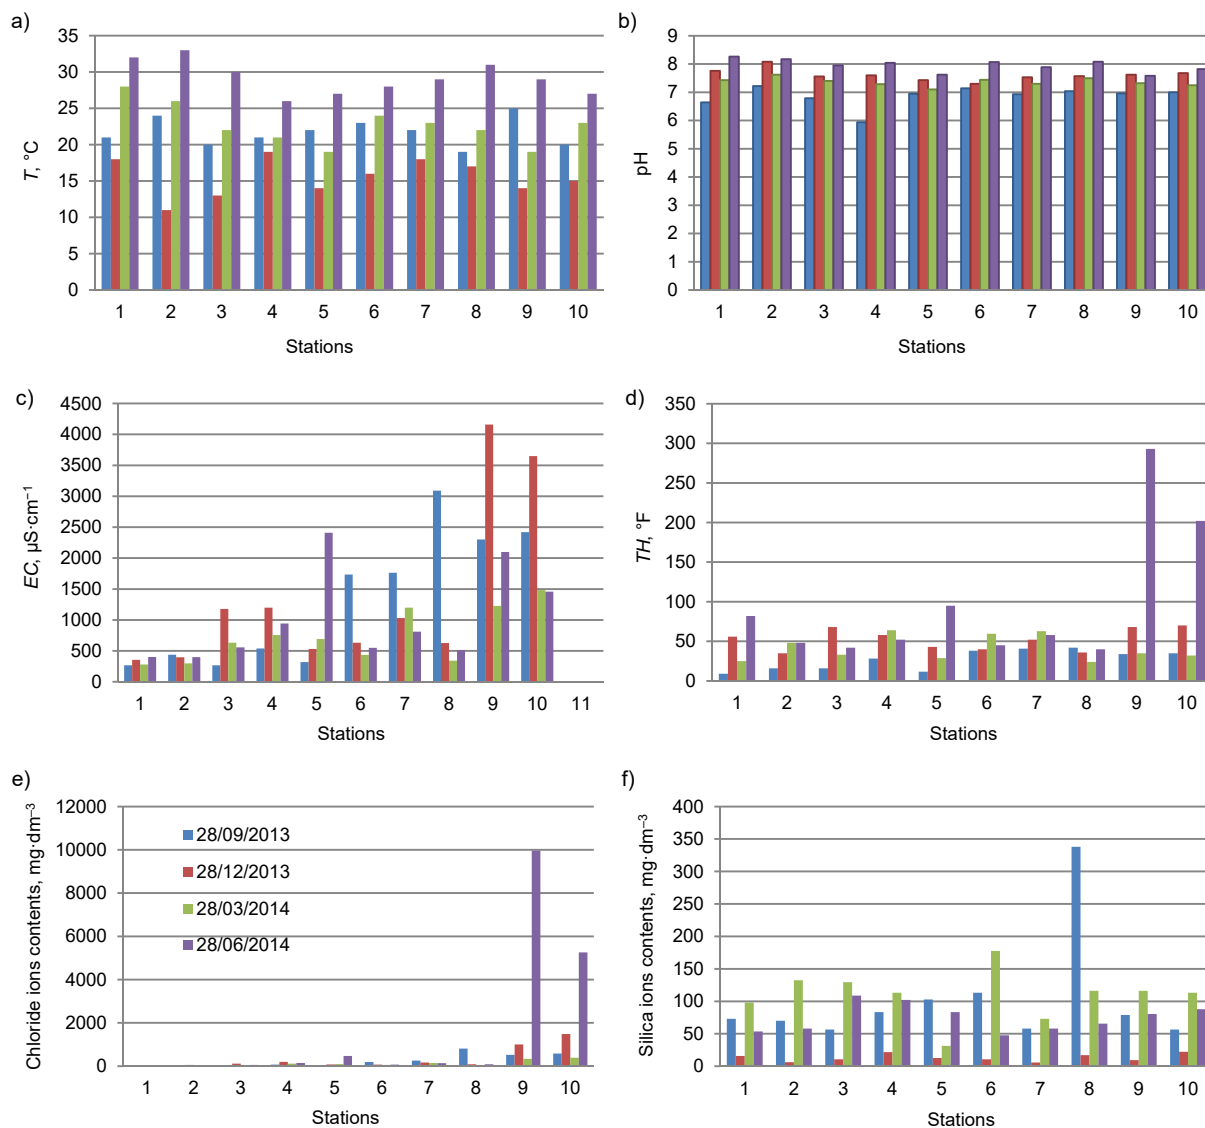 a)
35
30
25
20
15
10
5
0
T, °C
1 2 3 4 5 6 7 8 9 10
Stations
b)
9
8
7
6
5
4
3
2
1
0
pH
1 2 3 4 5 6 7 8 9 10
Stations
c)
4500
4000
3500
3000
2500
2000
1500
1000
500
0
EC, µS·cm⁻¹
1 2 3 4 5 6 7 8 9 10 11
Stations
d)
350
300
250
200
150
100
50
0
TH, °F
1 2 3 4 5 6 7 8 9 10
Stations
e)
12000
10000
8000
6000
4000
2000
0
Chloride ions contents, mg·dm⁻³
28/09/2013
28/12/2013
28/03/2014
28/06/2014
1 2 3 4 5 6 7 8 9 10
Stations
f)
400
350
300
250
200
150
100
50
0
Silica ions contents, mg·dm⁻³
1 2 3 4 5 6 7 8 9 10
Stations